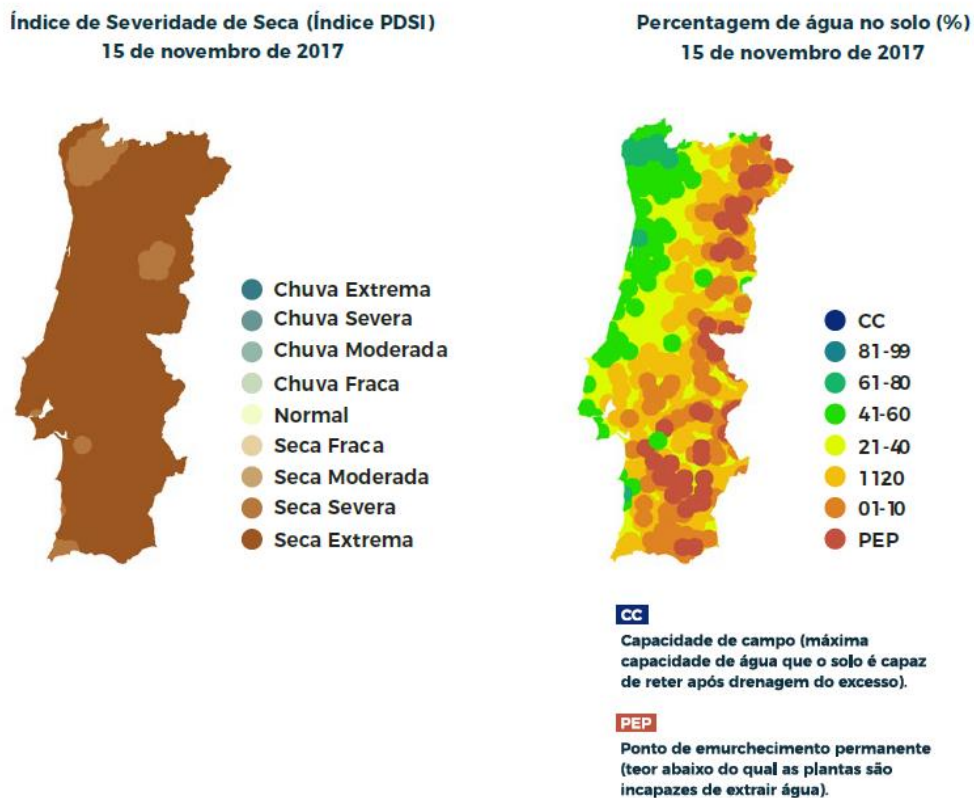 Índice de Severidade de Seca (Índice PDSI)
15 de novembro de 2017
Chuva Extrema
Chuva Severa
Chuva Moderada
Chuva Fraca
Normal
Seca Fraca
Seca Moderada
Seca Severa
Seca Extrema
Percentagem de água no solo (%)
15 de novembro de 2017
CC
81-99
61-80
41-60
21-40
1120
01-10
PEP
CC
Capacidade de campo (máxima
capacidade de água que o solo é capaz
de reter após drenagem do excesso).
PEP
Ponto de emurchecimento permanente
(teor abaixo do qual as plantas são
incapazes de extrair água).